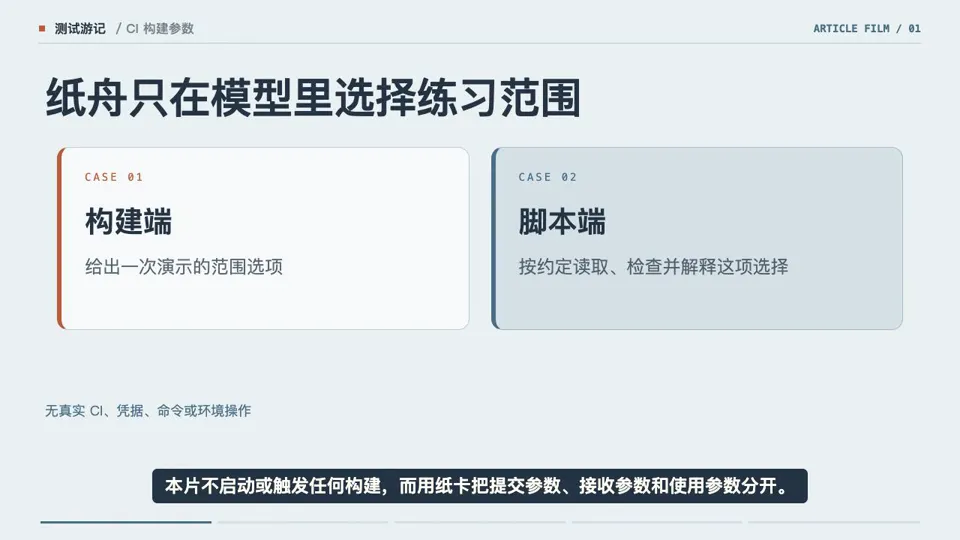 测试游记 / CI 构建参数
ARTICLE FILM / 01
纸舟只在模型里选择练习范围
CASE 01
构建端
给出一次演示的范围选项
CASE 02
脚本端
按约定读取、检查并解释这项选择
无真实 CI、凭据、命令或环境操作
本片不启动或触发任何构建，而用纸卡把提交参数、接收参数和使用参数分开。